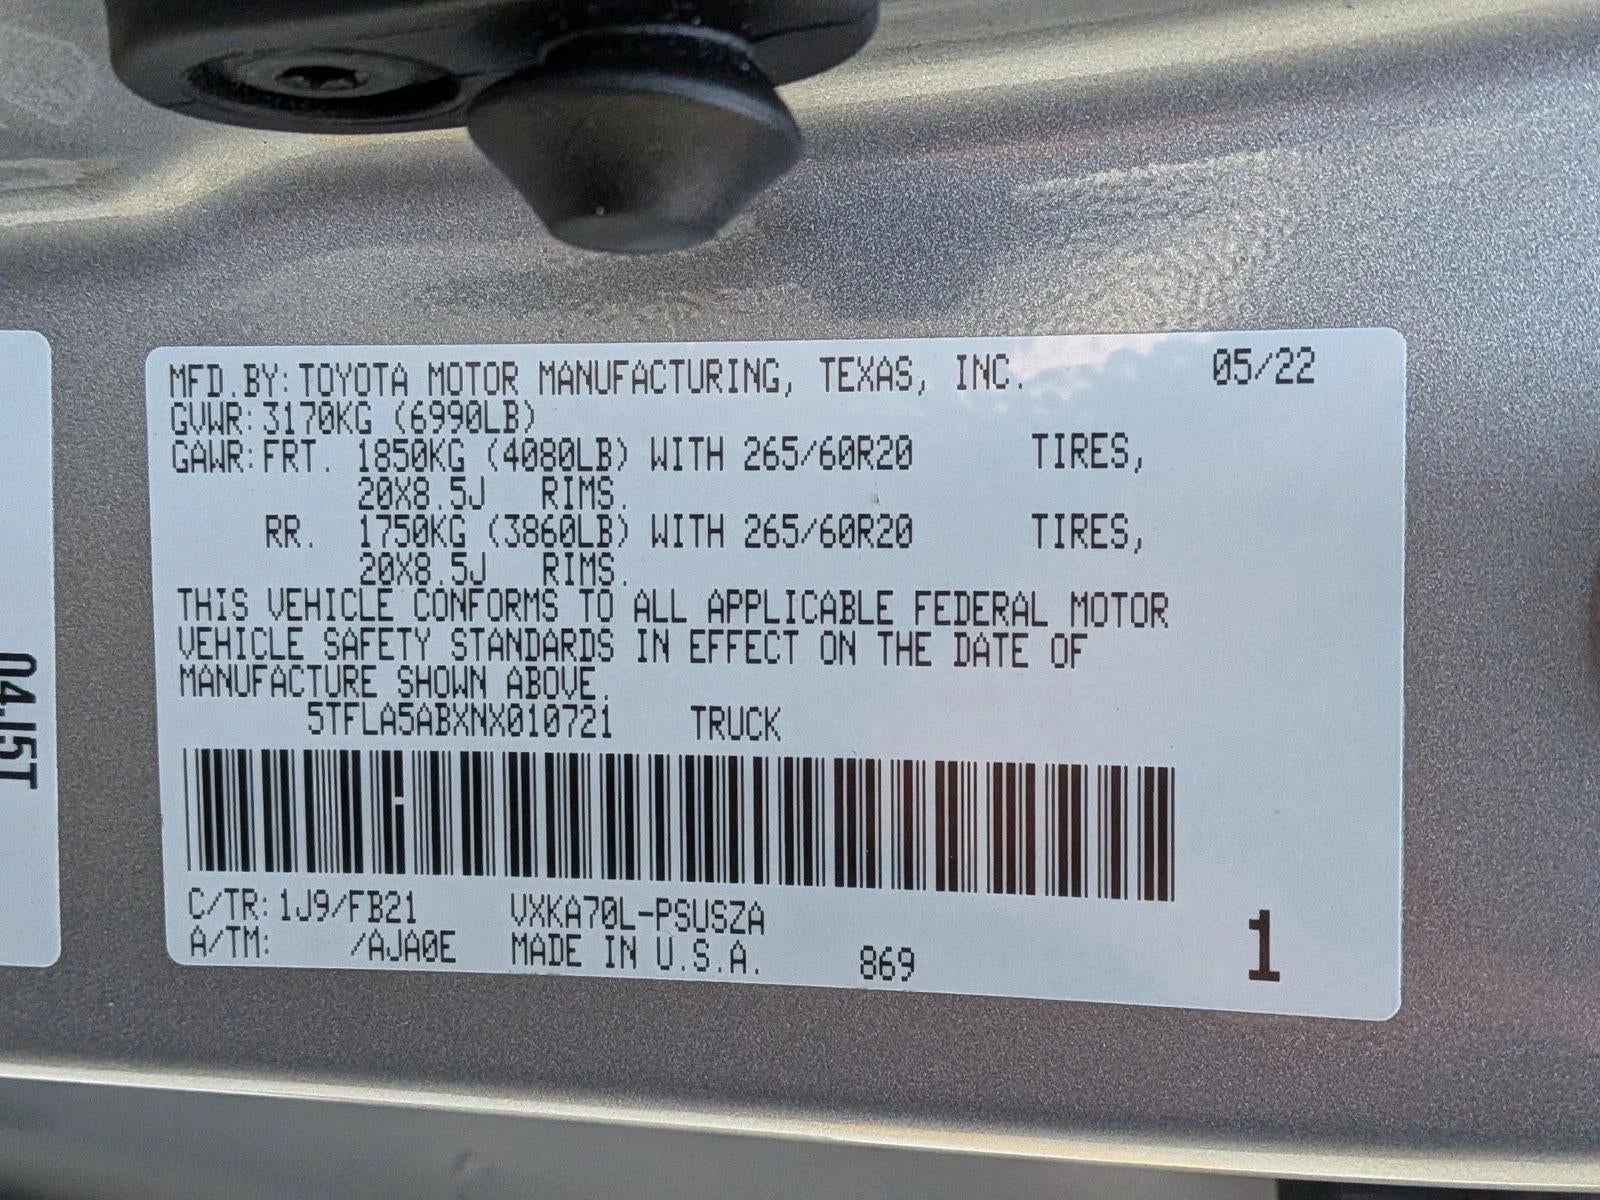 MFD.BY: TOYOTA MOTOR MANUFACTURING, TEXAS, INC. 05/22
GVWR: 3170KG (6990LB)
GAWR: FRT. 1850KG (4080LB) WITH 265/60R20 TIRES,
20X8.5J RIMS.
RR. 1750KG (3860LB) WITH 265/60R20 TIRES,
20X8.5J RIMS.
THIS VEHICLE CONFORMS TO ALL APPLICABLE FEDERAL MOTOR
VEHICLE SAFETY STANDARDS IN EFFECT ON THE DATE OF
MANUFACTURE SHOWN ABOVE.
5TFLA5ABXNX010721 TRUCK
C/TR: 1J9/FB21 VXKA70L-PSUSZA
A/TM: /AJA0E MADE IN U.S.A. 869 1